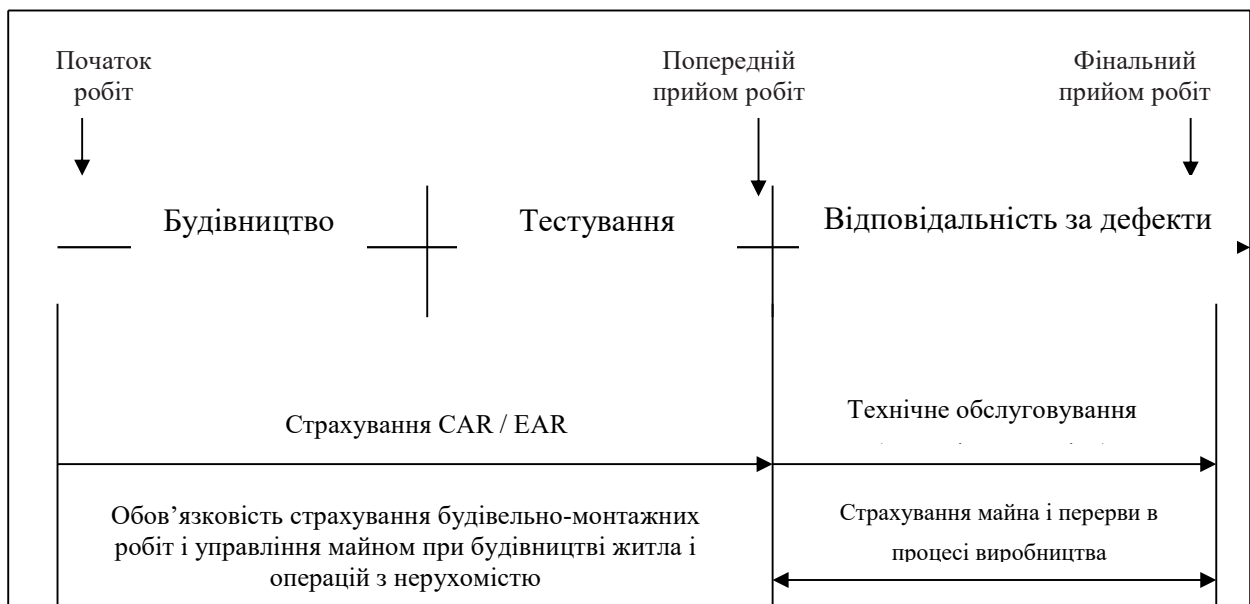 Початок
робіт
Попередній
прийом робіт
Фінальний
прийом робіт
Будівництво
Тестування
Відповідальність за дефекти
Страхування CAR / EAR
Технічне обслуговування
Обов’язковість страхування будівельно-монтажних
робіт і управління майном при будівництві житла і
операцій з нерухомістю
Страхування майна і перерви в
процесі виробництва